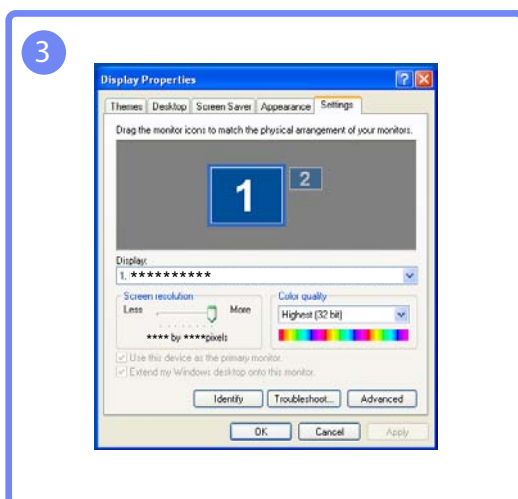 3
Display Properties
Themes Desktop Screen Saver Appearance Settings
Drag the monitor icons to match the physical arrangement of your monitors.
1 2
Display:
1. **********
Screen resolution
Less More
**** by ****pixels
Color quality
Highest (32 bit)
Use this device as the primary monitor.
Extend my Windows desktop onto this monitor.
Identify Troubleshoot... Advanced
OK Cancel Apply